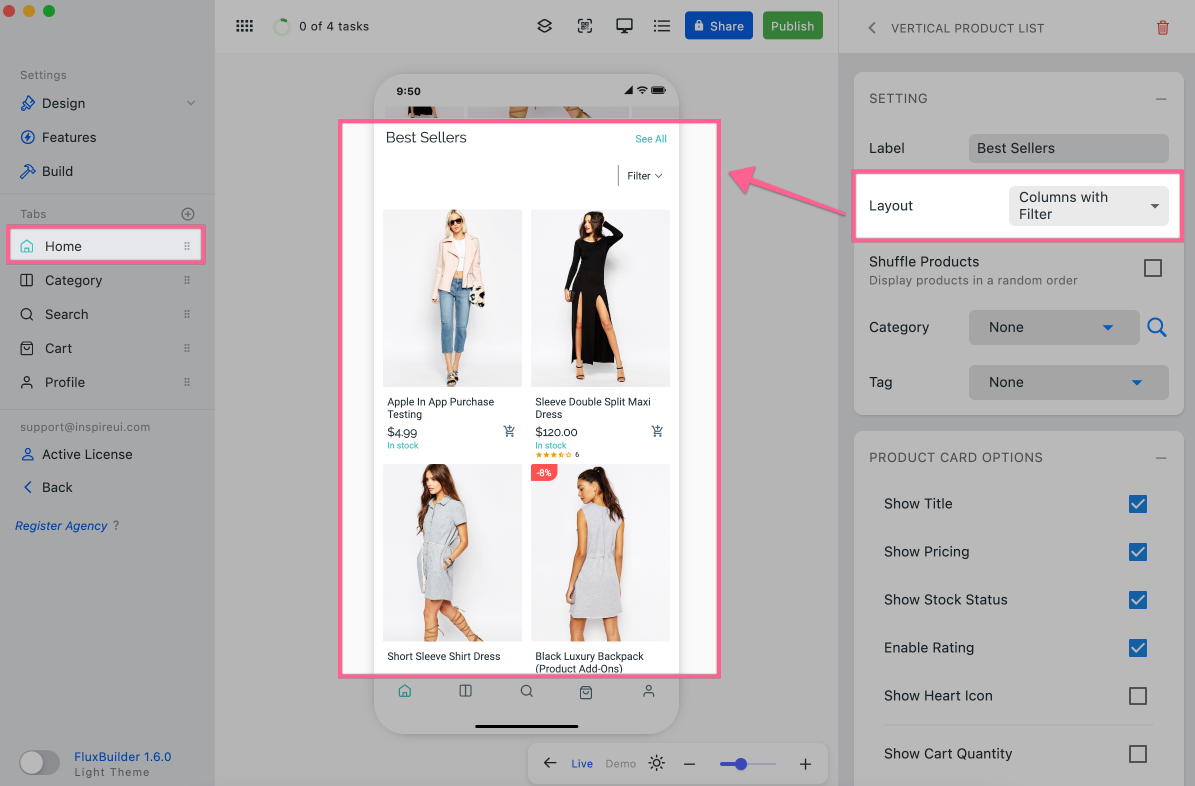 0 of 4 tasks
Share
Publish
VERTICAL PRODUCT LIST
Settings
Design
Features
Build
Tabs
Home
Category
Search
Cart
Profile
support@inspireui.com
Active License
Back
Register Agency ?
FluxBuilder 1.6.0
Light Theme
9:50
Best Sellers
See All
Filter
Apple In App Purchase
Testing
$4.99
In stock
Sleeve Double Split Maxi
Dress
$120.00
In stock
6
-8%
Short Sleeve Shirt Dress
Black Luxury Backpack
(Product Add-Ons)
Live
Demo
SETTING
Label
Best Sellers
Layout
Columns with
Filter
Shuffle Products
Display products in a random order
Category
None
Tag
None
PRODUCT CARD OPTIONS
Show Title
Show Pricing
Show Stock Status
Enable Rating
Show Heart Icon
Show Cart Quantity